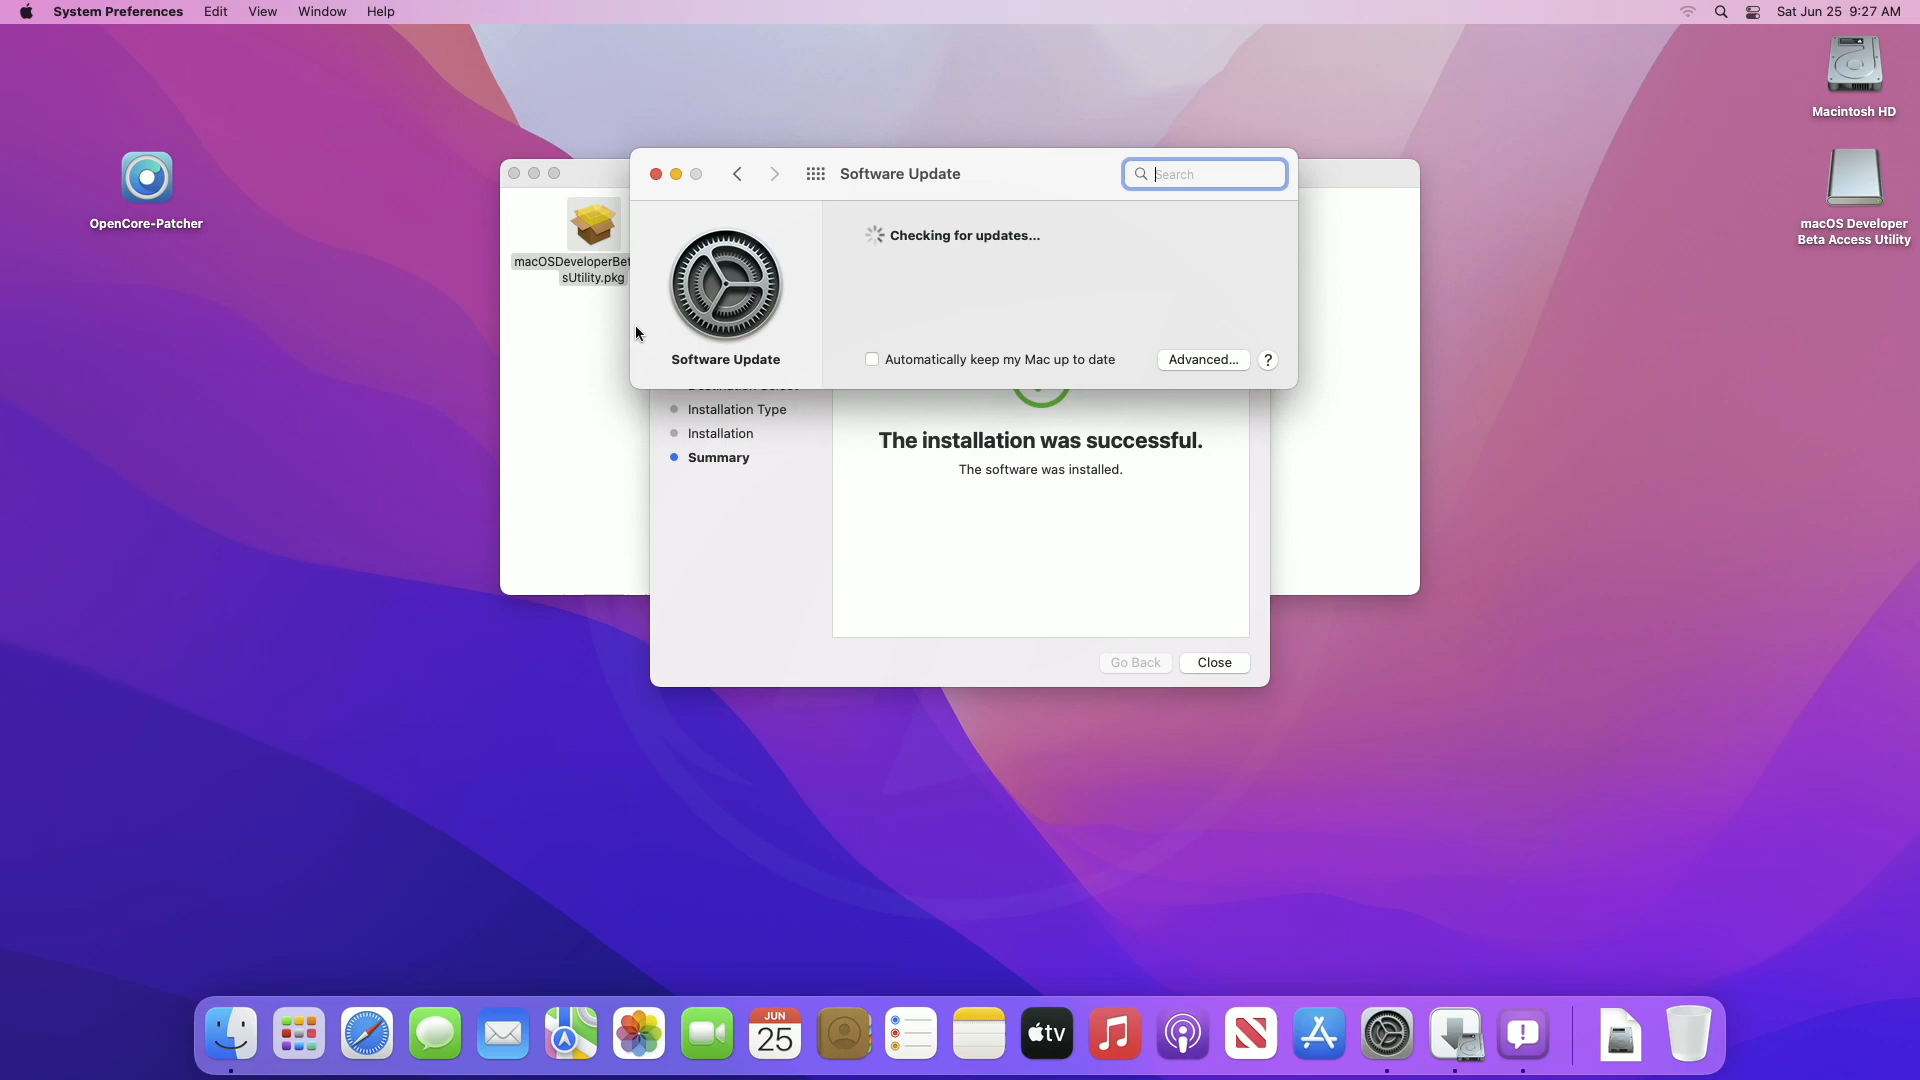 System Preferences Edit View Window Help
Sat Jun 25 9:27 AM
Macintosh HD
OpenCore-Patcher
macOS Developer
Beta Access Utility
Software Update
Search
macOSDeveloperBet
sUtility.pkg
Checking for updates...
Software Update
Automatically keep my Mac up to date
Advanced...
?
Installation Type
Installation
Summary
The installation was successful.
The software was installed.
Go Back
Close
JUN
25
tv